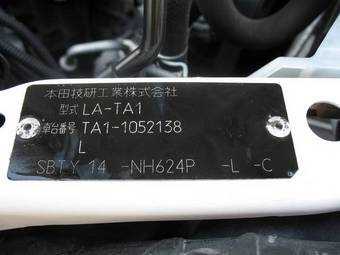 本田技研工業株式会社
型式 LA-TA1
車台番号 TA1-1052138
L
SBTY 14 -NH624P -L -C